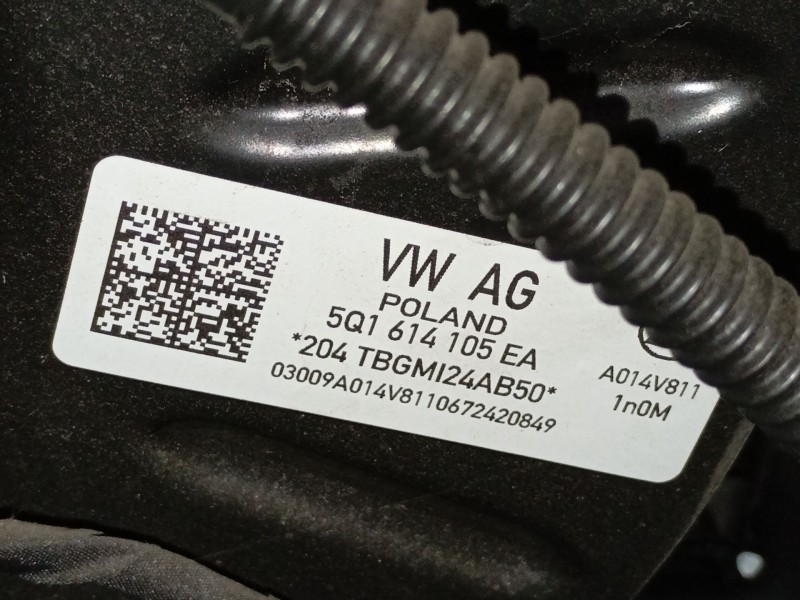 VW AG
POLAND
5Q1 614 105 EA
*204 TBGMI24AB50*
03009A014V8110672420849
A014V811
1n0M